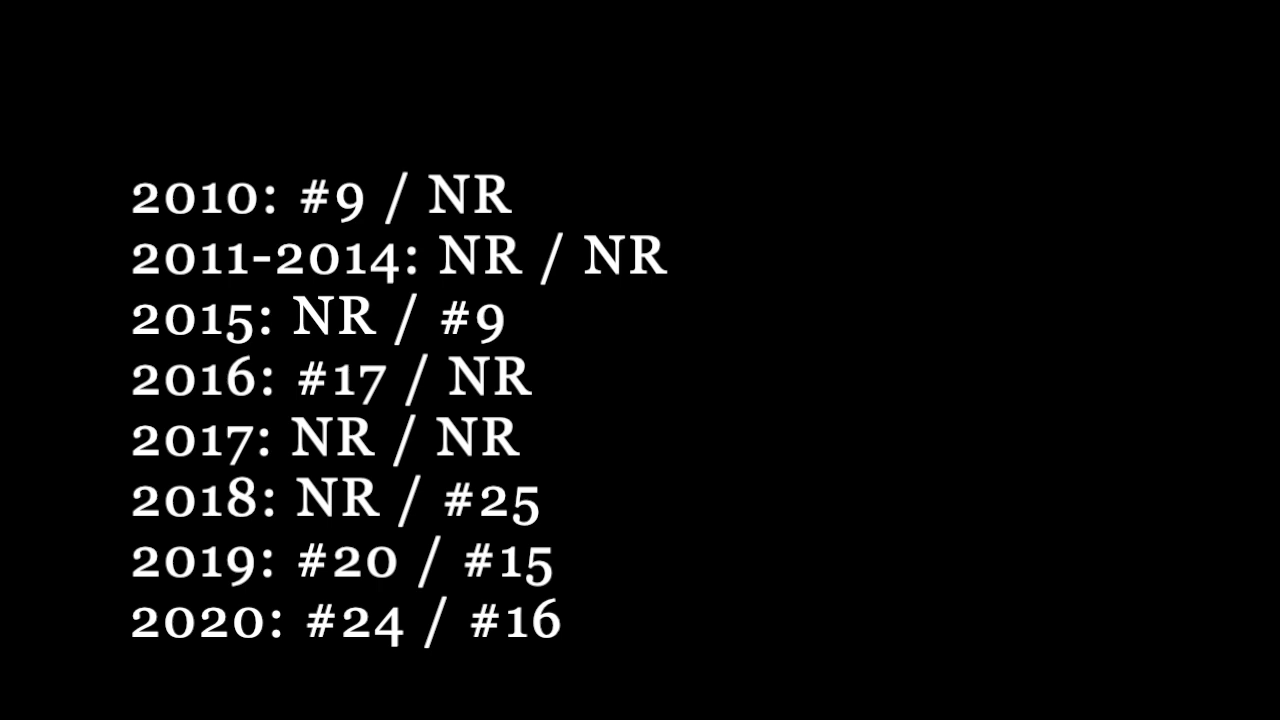 2010: #9 / NR
2011-2014: NR / NR
2015: NR / #9
2016: #17 / NR
2017: NR / NR
2018: NR / #25
2019: #20 / #15
2020: #24 / #16